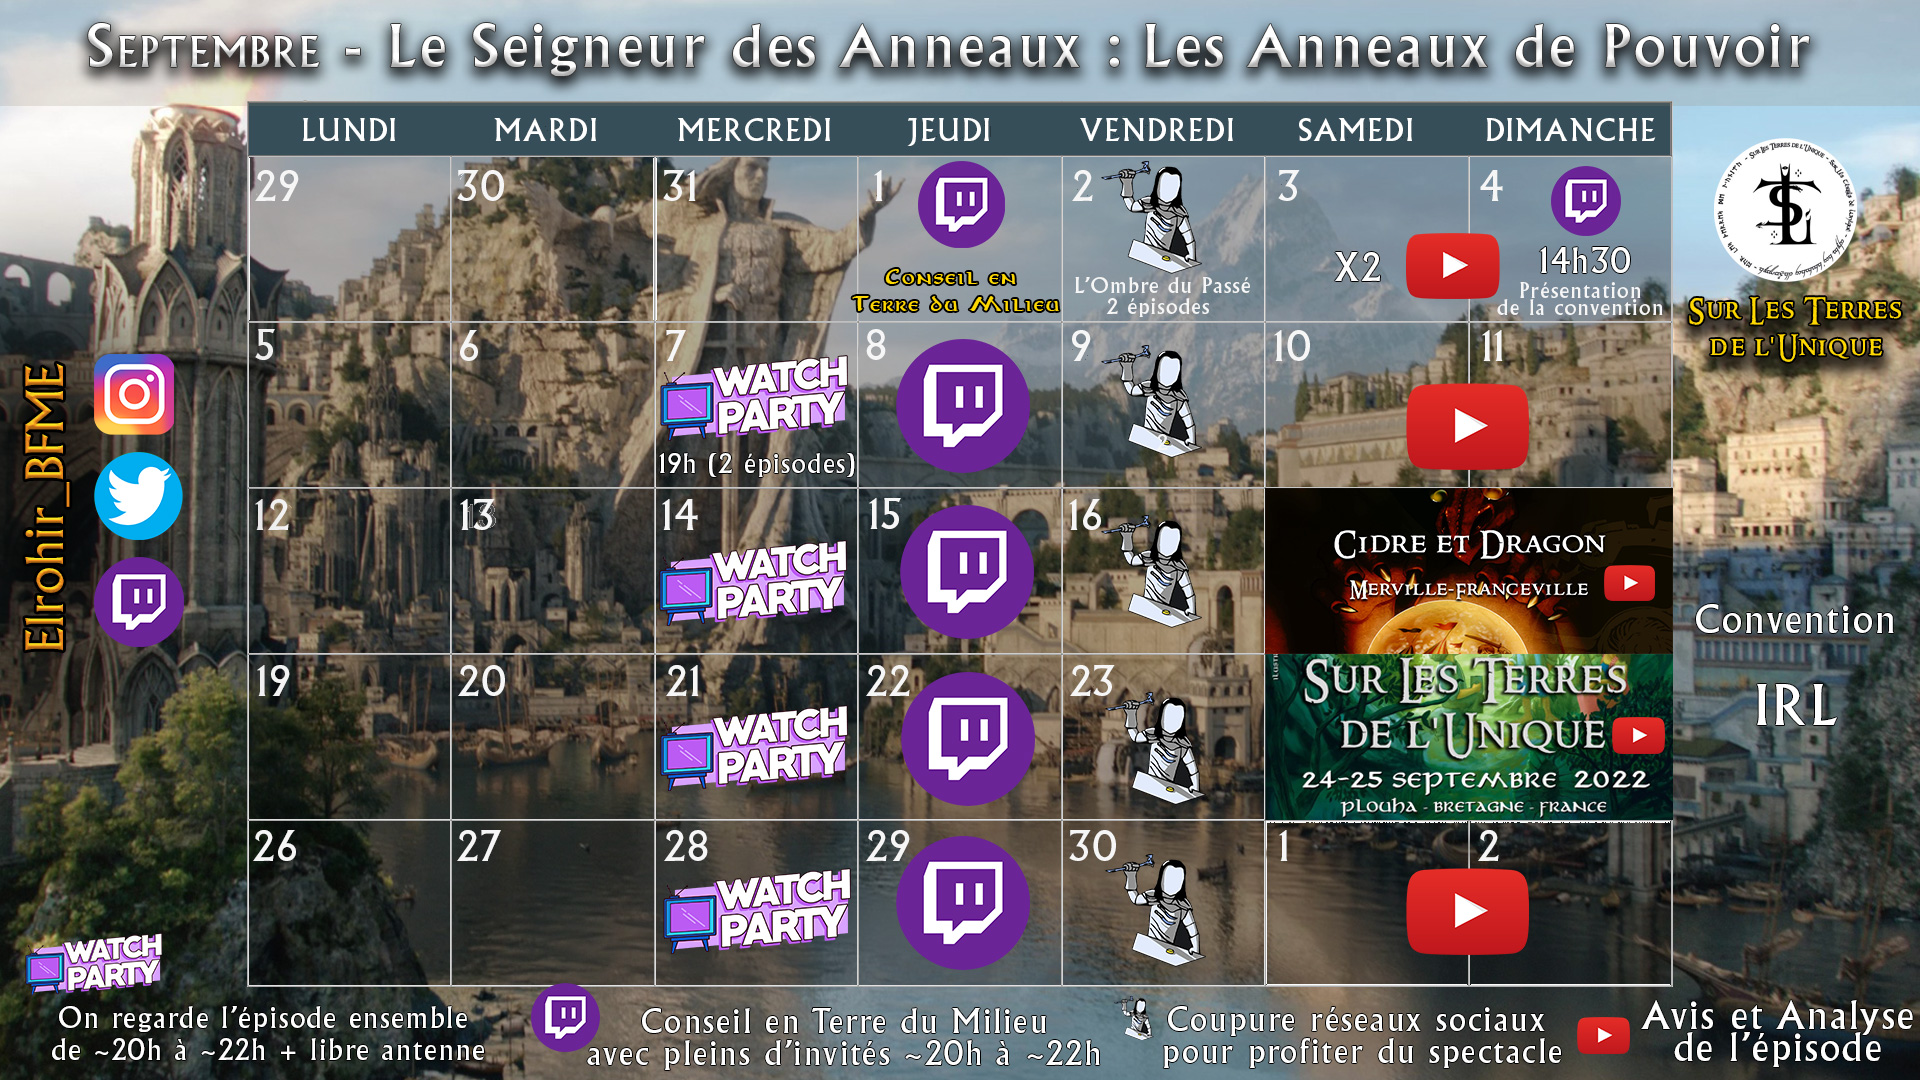 Septembre - Le Seigneur des Anneaux : Les Anneaux de Pouvoir
LUNDI MARDI MERCREDI JEUDI VENDREDI SAMEDI DIMANCHE
29 30 31 1 2 3 4
Conseil en
Terre du Milieu
L'Ombre du Passé
2 épisodes
X2
14h30
Présentation
de la convention
5 6 7 8 9 10 11
WATCH
PARTY
19h (2 épisodes)
12 13 14 15 16
WATCH
PARTY
Cidre et Dragon
Merville-Franceville
19 20 21 22 23
WATCH
PARTY
Sur Les Terres
de l'Unique
24-25 septembre 2022
Plouha - Bretagne - France
26 27 28 29 30 1 2
WATCH
PARTY
Elrohir_BFME
Sur Les Terres
de l'Unique
Convention
IRL
WATCH
PARTY
On regarde l'épisode ensemble
de ~20h à ~22h + libre antenne
Conseil en Terre du Milieu
avec pleins d'invités ~20h à ~22h
Coupure réseaux sociaux
pour profiter du spectacle
Avis et Analyse
de l'épisode